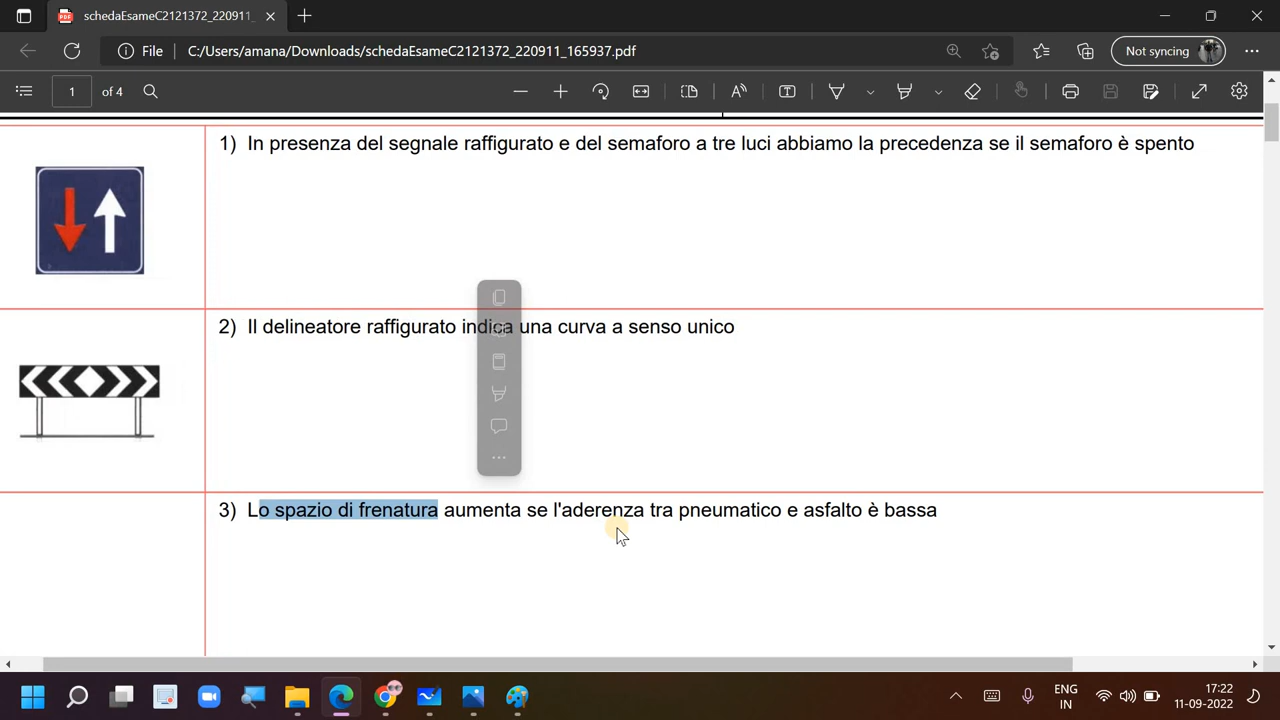 schedaEsameC2121372_220911_
File
C:/Users/amana/Downloads/schedaEsameC2121372_220911_165937.pdf
Not syncing
1
of 4
1) In presenza del segnale raffigurato e del semaforo a tre luci abbiamo la precedenza se il semaforo è spento
2) Il delineatore raffigurato indica una curva a senso unico
3) Lo spazio di frenatura aumenta se l'aderenza tra pneumatico e asfalto è bassa
ENG
IN
17:22
11-09-2022